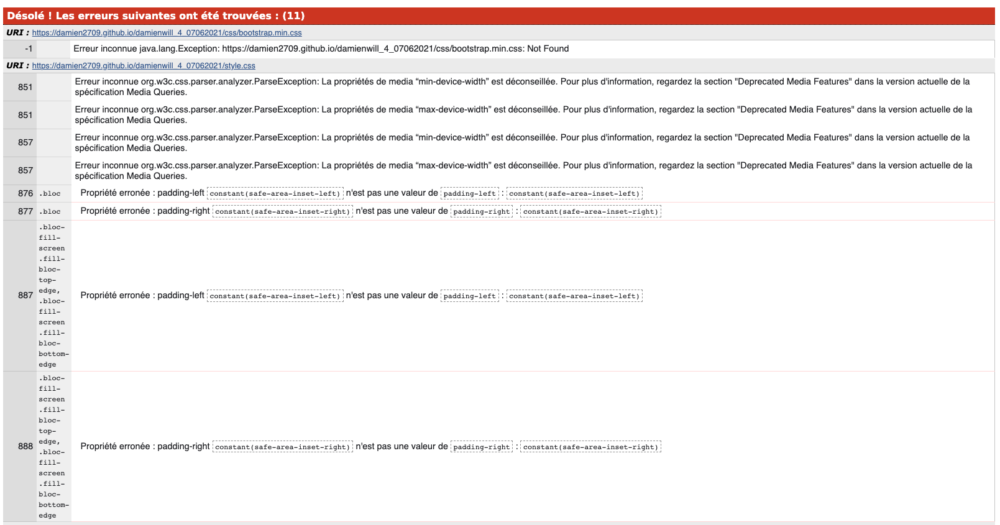 Désolé ! Les erreurs suivantes ont été trouvées : (11)
URI : https://damien2709.github.io/damienwill_4_07062021/css/bootstrap.min.css
-1 Erreur inconnue java.lang.Exception: https://damien2709.github.io/damienwill_4_07062021/css/bootstrap.min.css: Not Found
URI : https://damien2709.github.io/damienwill_4_07062021/style.css
851 Erreur inconnue org.w3c.css.parser.analyzer.ParseException: La propriétés de media “min-device-width” est déconseillée. Pour plus d'information, regardez la section "Deprecated Media Features" dans la version actuelle de la
spécification Media Queries.
851 Erreur inconnue org.w3c.css.parser.analyzer.ParseException: La propriétés de media “max-device-width” est déconseillée. Pour plus d'information, regardez la section "Deprecated Media Features" dans la version actuelle de la
spécification Media Queries.
857 Erreur inconnue org.w3c.css.parser.analyzer.ParseException: La propriétés de media “min-device-width” est déconseillée. Pour plus d'information, regardez la section "Deprecated Media Features" dans la version actuelle de la
spécification Media Queries.
857 Erreur inconnue org.w3c.css.parser.analyzer.ParseException: La propriétés de media “max-device-width” est déconseillée. Pour plus d'information, regardez la section "Deprecated Media Features" dans la version actuelle de la
spécification Media Queries.
876 .bloc Propriété erronée : padding-left constant(safe-area-inset-left) n'est pas une valeur de padding-left : constant(safe-area-inset-left)
877 .bloc Propriété erronée : padding-right constant(safe-area-inset-right) n'est pas une valeur de padding-right : constant(safe-area-inset-right)
.bloc-
fill-
screen
.fill-
bloc-
top-
edge,
887 .bloc- Propriété erronée : padding-left constant(safe-area-inset-left) n'est pas une valeur de padding-left : constant(safe-area-inset-left)
fill-
screen
.fill-
bloc-
bottom-
edge
.bloc-
fill-
screen
.fill-
bloc-
top-
888 edge, Propriété erronée : padding-right constant(safe-area-inset-right) n'est pas une valeur de padding-right : constant(safe-area-inset-right)
.bloc-
fill-
screen
.fill-
bloc-
bottom-
edge